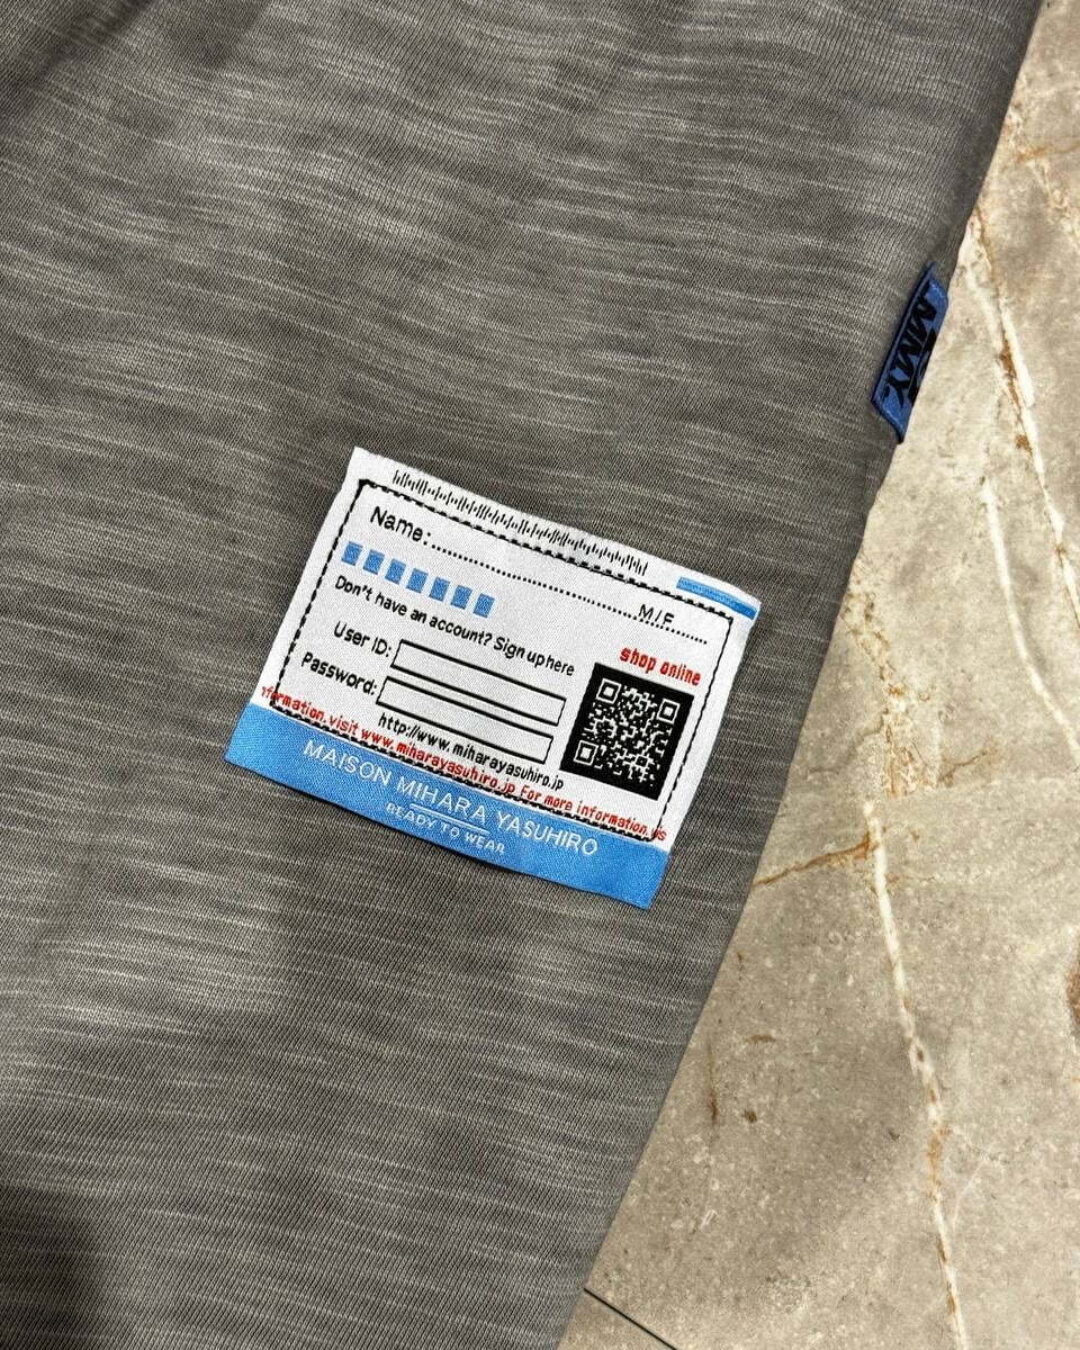 Name:........................M/F.........
Don't have an account? Sign up here
User ID:
Password:
shop online
http://www.miharayasuhiro.jp
nformation.visit www.miharayasuhiro.jp For more information.vis
MAISON MIHARA YASUHIRO
READY TO WEAR
MMY.